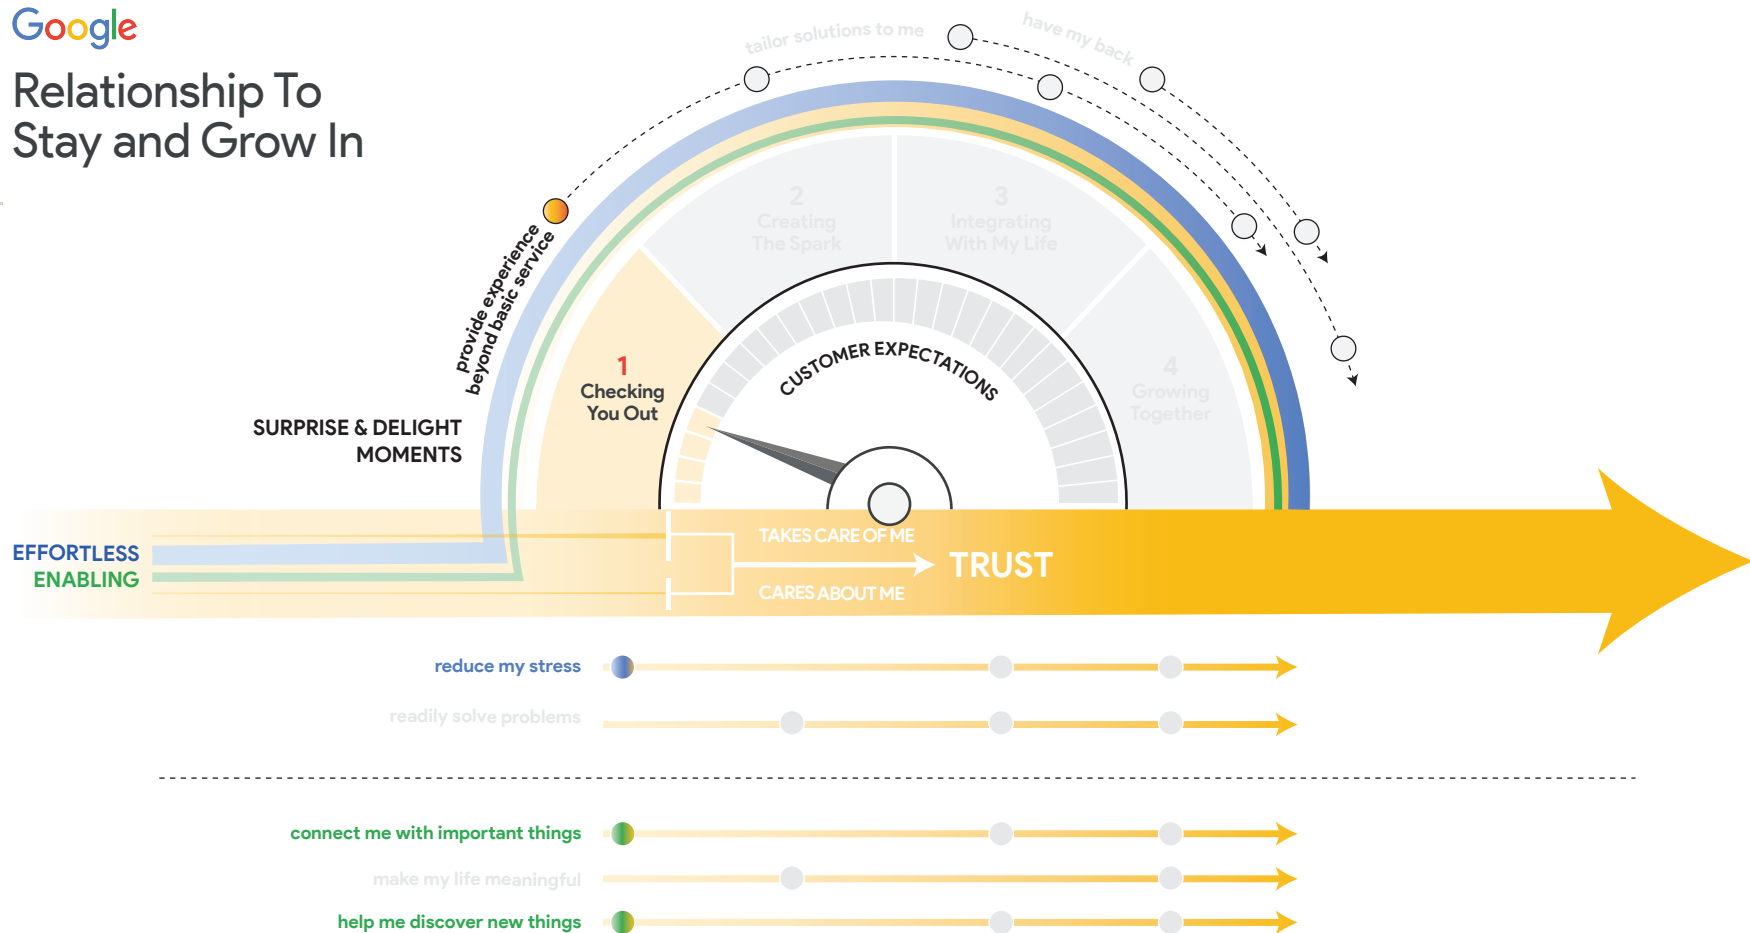 Google
Relationship To
Stay and Grow In
tailor solutions to me
have my back
provide experience
beyond basic service
SURPRISE & DELIGHT
MOMENTS
1
Checking
You Out
2
Creating
The Spark
3
Integrating
With My Life
4
Growing
Together
CUSTOMER EXPECTATIONS
EFFORTLESS
ENABLING
TAKES CARE OF ME
TRUST
CARES ABOUT ME
reduce my stress
readily solve problems
connect me with important things
make my life meaningful
help me discover new things